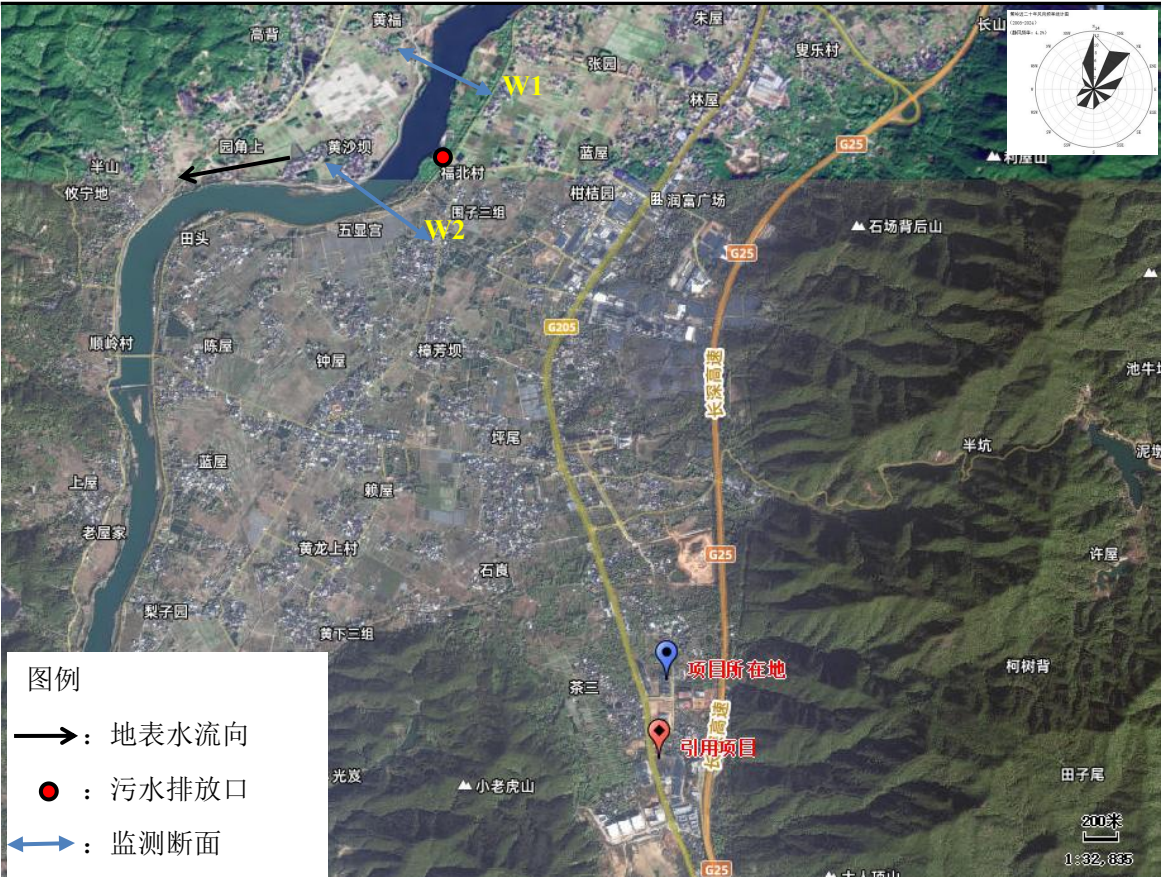 黄福
朱屋
长山
高背
叟乐村
张园
W1
林屋
G25
园角上
黄沙坝
蓝屋
半山
福北村
利屋山
攸宁地
柑桔园
润富广场
围子三组
田头
五显宫
W2
石场背后山
G25
G205
顺岭村
陈屋
钟屋
樟芳坝
长深高速
池牛坑
坪尾
半坑
泥墩
蓝屋
上屋
赖屋
老屋家
黄龙上村
G25
许屋
石崀
梨子园
黄下三组
项目所在地
柯树背
茶三
长深高速
引用项目
光岌
小老虎山
田子尾
G25
图例
：地表水流向
：污水排放口
：监测断面
200米
1:32,835